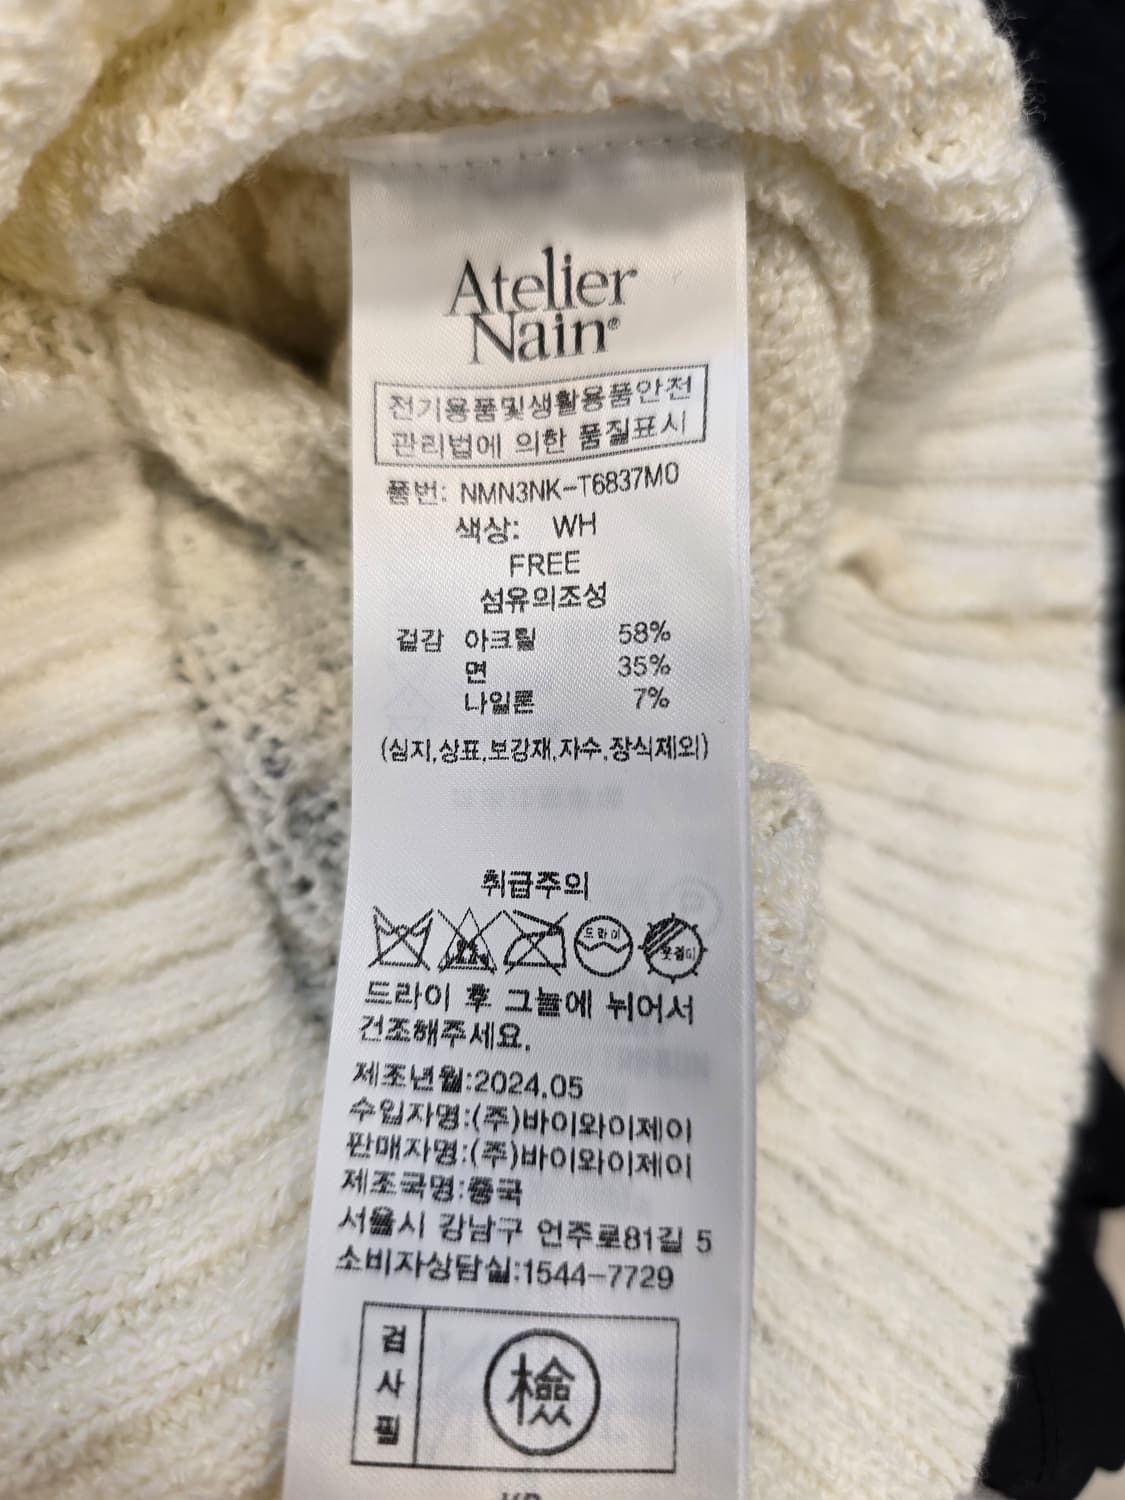 Atelier
Nain®
전기용품및생활용품안전
관리법에 의한 품질표시
품번: NMN3NK-T6837M0
색상: WH
FREE
섬유의조성
겉감 아크릴 58%
면 35%
나일론 7%
(심지,상표,보강재,자수,장식제외)
취급주의
드라이 옷걸이
드라이 후 그늘에 뉘어서
건조해주세요.
제조년월:2024.05
수입자명:(주)바이와이제이
판매자명:(주)바이와이제이
제조국명:중국
서울시 강남구 언주로81길 5
소비자상담실:1544-7729
검사필 檢